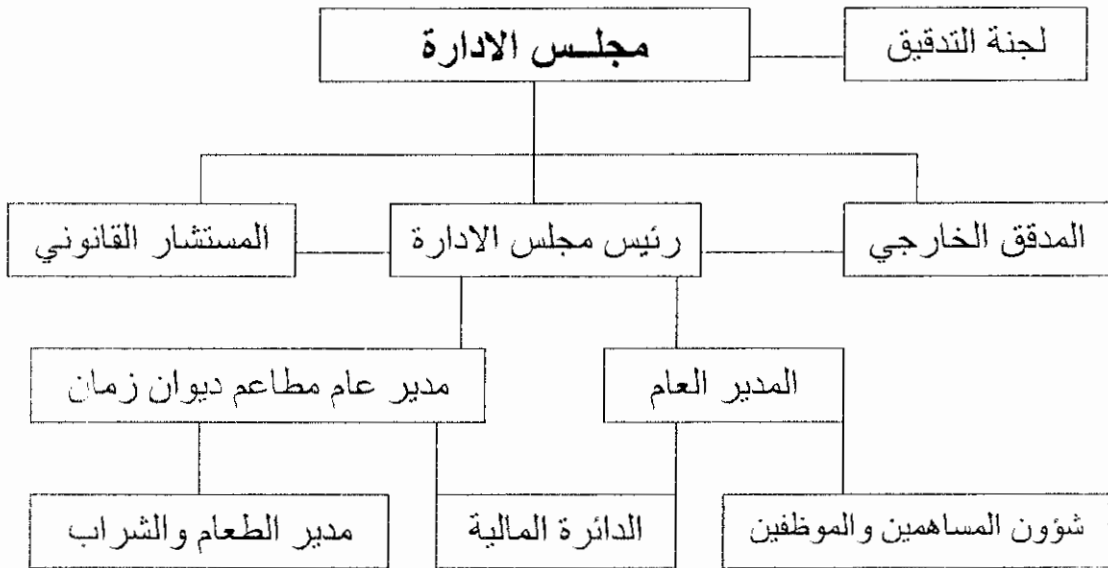 مجلس الادارة
لجنة التدقيق
المدقق الخارجي
رئيس مجلس الادارة
المستشار القانوني
المدير العام
مدير عام مطاعم ديوان زمان
شؤون المساهمين والموظفين
الدائرة المالية
مدير الطعام والشراب